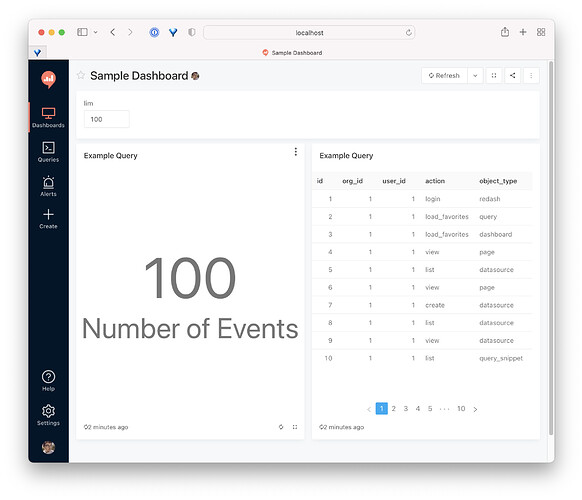 localhost
Sample Dashboard
Sample Dashboard
Refresh
Dashboards
Queries
Alerts
Create
Help
Settings
lim
100
Example Query
100
Number of Events
2 minutes ago
Example Query
id org_id user_id action object_type
1 1 1 login redash
2 1 1 load_favorites query
3 1 1 load_favorites dashboard
4 1 1 view page
5 1 1 list datasource
6 1 1 view page
7 1 1 create datasource
8 1 1 list datasource
9 1 1 view datasource
10 1 1 list query_snippet
< 1 2 3 4 5 ••• 10 >
2 minutes ago